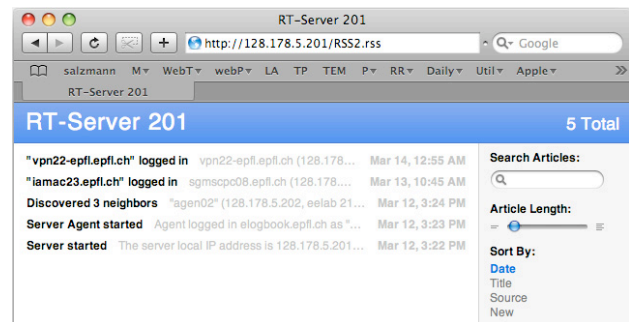 RT-Server 201
http://128.178.5.201/RSS2.rss
Google
salzmann M▾ WebT▾ webP▾ LA TP TEM P▾ RR▾ Daily▾ Util▾ Apple▾ »
RT-Server 201
RT-Server 201 5 Total
"vpn22-epfl.epfl.ch" logged in vpn22-epfl.epfl.ch (128.178.... Mar 14, 12:55 AM
"iamac23.epfl.ch" logged in sgmscpc08.epfl.ch (128.178.... Mar 13, 10:45 AM
Discovered 3 neighbors "agen02" (128.178.5.202, eelab 21... Mar 12, 3:24 PM
Server Agent started Agent logged in elogbook.epfl.ch as "... Mar 12, 3:23 PM
Server started The server local IP address is 128.178.5.201... Mar 12, 3:22 PM
Search Articles:
Article Length:
Sort By:
Date
Title
Source
New